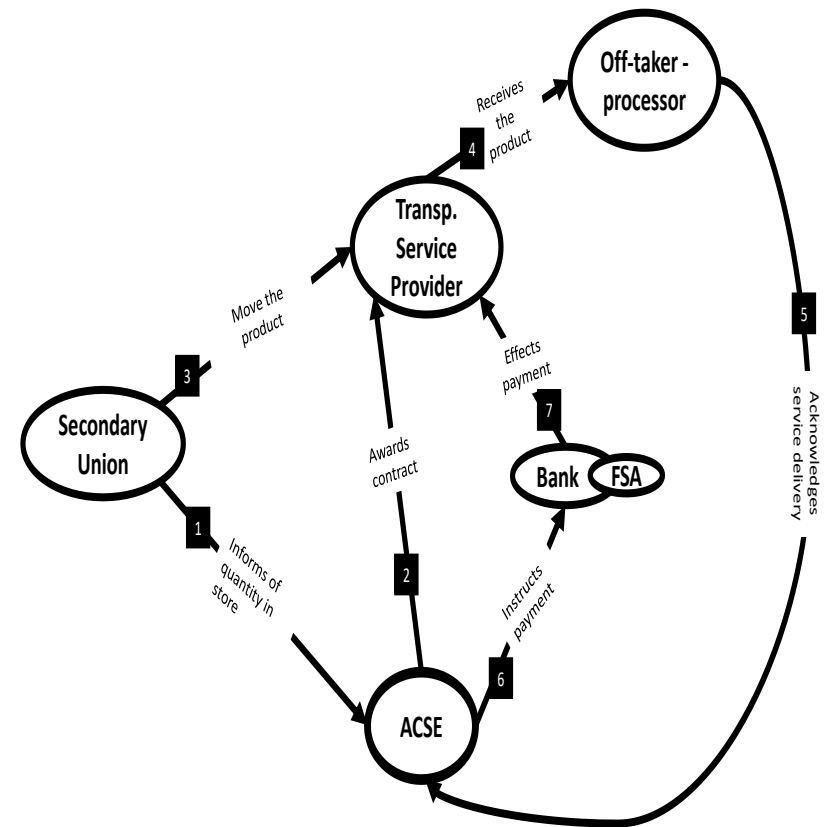 Off-taker -
processor
Receives
the
product
4
Transp.
Service
Provider
Move the
product
3
5
Effects
payment
7
Acknowledges
service delivery
Secondary
Union
Awards
contract
Bank
FSA
1
Informs of
quantity in
store
2
Instructs
payment
6
ACSE